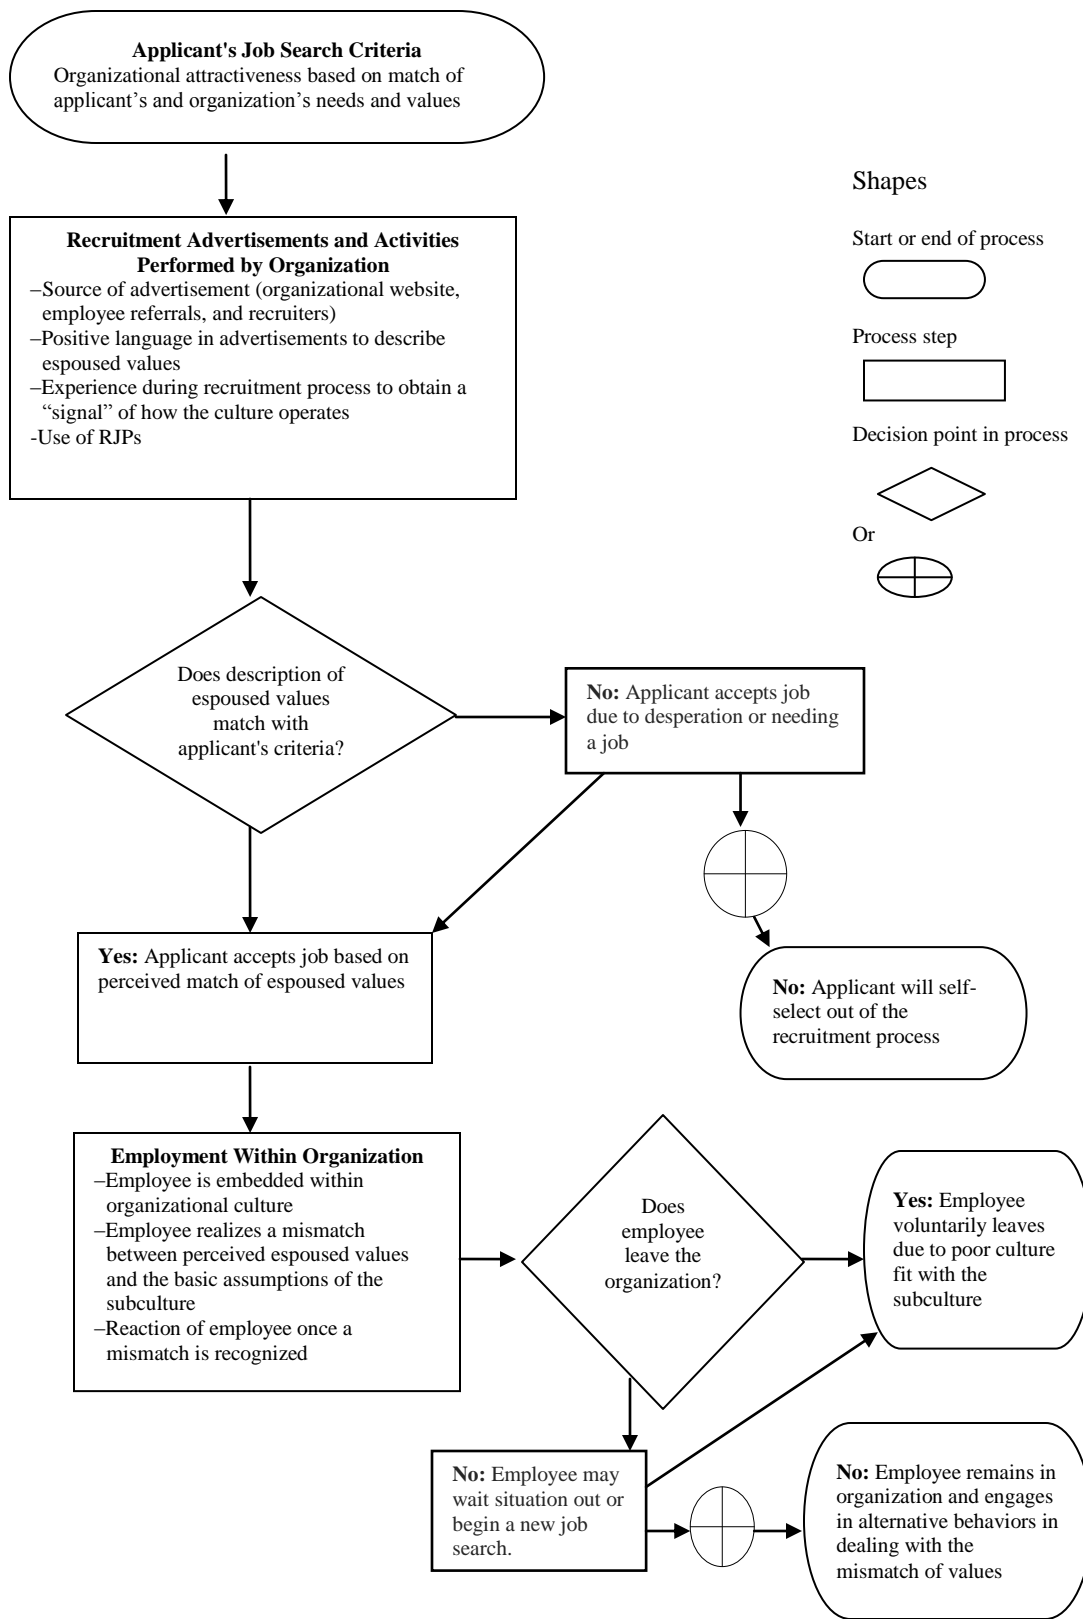 Applicant's Job Search Criteria
Organizational attractiveness based on match of
applicant’s and organization’s needs and values
Recruitment Advertisements and Activities
Performed by Organization
–Source of advertisement (organizational website,
employee referrals, and recruiters)
–Positive language in advertisements to describe
espoused values
–Experience during recruitment process to obtain a
“signal” of how the culture operates
-Use of RJPs
Shapes
Start or end of process
Process step
Decision point in process
Or
Does description of
espoused values
match with
applicant's criteria?
No: Applicant accepts job
due to desperation or needing
a job
Yes: Applicant accepts job based on
perceived match of espoused values
No: Applicant will self-
select out of the
recruitment process
Employment Within Organization
–Employee is embedded within
organizational culture
–Employee realizes a mismatch
between perceived espoused values
and the basic assumptions of the
subculture
–Reaction of employee once a
mismatch is recognized
Does
employee
leave the
organization?
Yes: Employee
voluntarily leaves
due to poor culture
fit with the
subculture
No: Employee may
wait situation out or
begin a new job
search.
No: Employee remains in
organization and engages
in alternative behaviors in
dealing with the
mismatch of values